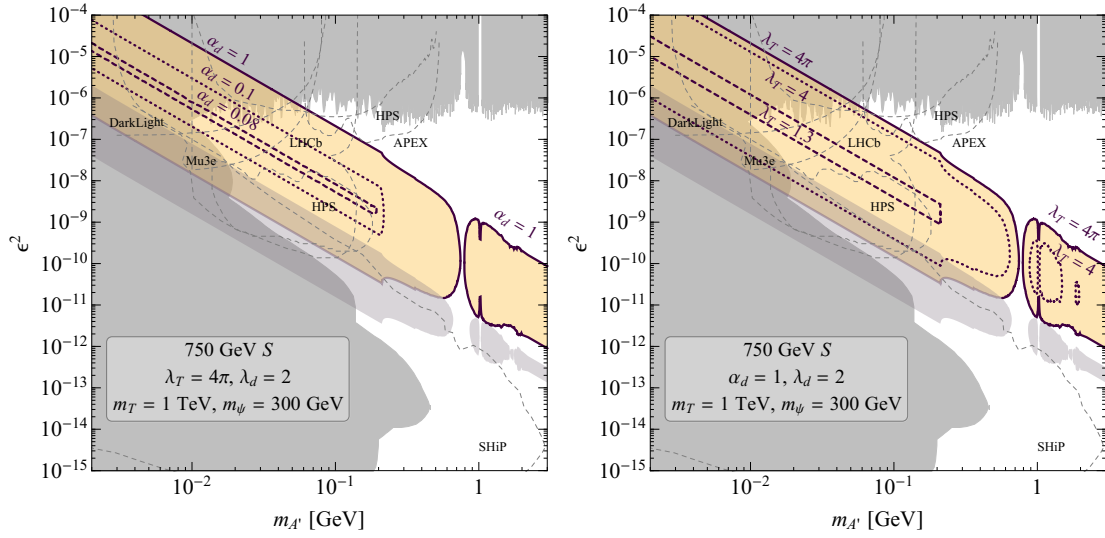 10⁻⁴
10⁻⁵
10⁻⁶
10⁻⁷
10⁻⁸
10⁻⁹
10⁻¹⁰
10⁻¹¹
10⁻¹²
10⁻¹³
10⁻¹⁴
10⁻¹⁵
ϵ²
α_d = 1
α_d = 0.1
α_d = 0.08
DarkLight
HPS
LHCb
APEX
Mu3e
HPS
α_d = 1
750 GeV S
λ_T = 4π, λ_d = 2
m_T = 1 TeV, m_ψ = 300 GeV
SHiP
10⁻²
10⁻¹
1
m_A' [GeV]
10⁻⁴
10⁻⁵
10⁻⁶
10⁻⁷
10⁻⁸
10⁻⁹
10⁻¹⁰
10⁻¹¹
10⁻¹²
10⁻¹³
10⁻¹⁴
10⁻¹⁵
ϵ²
λ_T = 4π
λ_T = 4
λ_T = 1.3
DarkLight
HPS
LHCb
APEX
Mu3e
HPS
λ_T = 4π
λ_T = 4
750 GeV S
α_d = 1, λ_d = 2
m_T = 1 TeV, m_ψ = 300 GeV
SHiP
10⁻²
10⁻¹
1
m_A' [GeV]